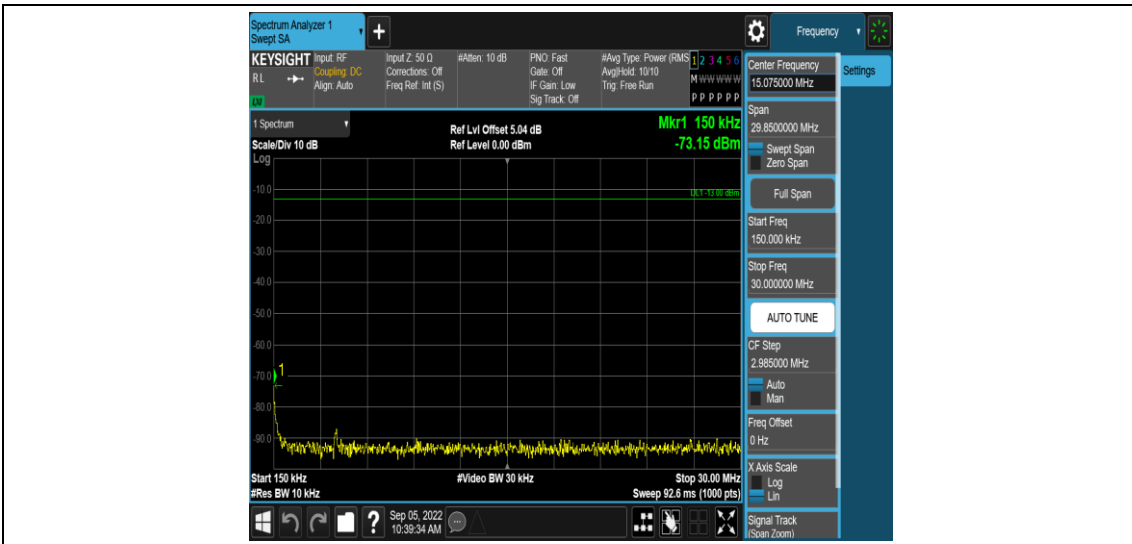 Spectrum Analyzer 1
Swept SA
+
Frequency
KEYSIGHT
RL
LXI
Input: RF
Coupling: DC
Align: Auto
Input Z: 50 Ω
Corrections: Off
Freq Ref: Int (S)
#Atten: 10 dB
PNO: Fast
Gate: Off
IF Gain: Low
Sig Track: Off
#Avg Type: Power (RMS
Avg|Hold: 10/10
Trig: Free Run
1 2 3 4 5 6
M W W W W W
P P P P P P
Center Frequency
15.075000 MHz
Settings
Span
29.8500000 MHz
Swept Span
Zero Span
Full Span
Start Freq
150.000 kHz
Stop Freq
30.000000 MHz
AUTO TUNE
CF Step
2.985000 MHz
Auto
Man
Freq Offset
0 Hz
X Axis Scale
Log
Lin
Signal Track
(Span Zoom)
1 Spectrum
Scale/Div 10 dB
Log
Ref Lvl Offset 5.04 dB
Ref Level 0.00 dBm
Mkr1 150 kHz
-73.15 dBm
DL1 -13.00 dBm
-10.0
-20.0
-30.0
-40.0
-50.0
-60.0
-70.0
1
-80.0
-90.0
Start 150 kHz
#Video BW 30 kHz
Stop 30.00 MHz
#Res BW 10 kHz
Sweep 92.6 ms (1000 pts)
?
Sep 05, 2022
10:39:34 AM